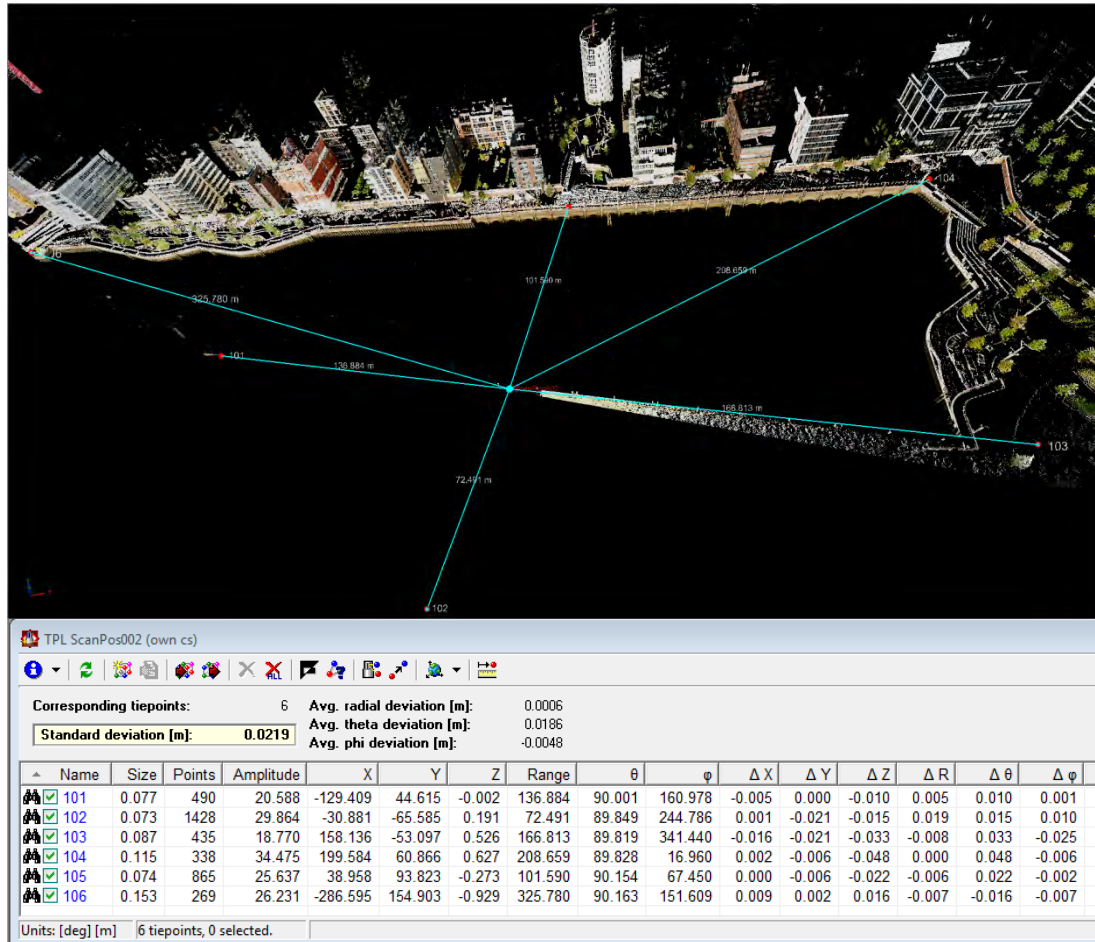 104
106
101.590 m
208.659 m
325.780 m
101
136.884 m
166.813 m
103
72.491 m
102
TPL ScanPos002 (own cs)
ALL
Corresponding tiepoints: 6 Avg. radial deviation [m]: 0.0006
Avg. theta deviation [m]: 0.0186
Standard deviation [m]: 0.0219
Avg. phi deviation [m]: -0.0048
Name Size Points Amplitude X Y Z Range θ φ Δ X Δ Y Δ Z Δ R Δ θ Δ φ
101 0.077 490 20.588 -129.409 44.615 -0.002 136.884 90.001 160.978 -0.005 0.000 -0.010 0.005 0.010 0.001
102 0.073 1428 29.864 -30.881 -65.585 0.191 72.491 89.849 244.786 0.001 -0.021 -0.015 0.019 0.015 0.010
103 0.087 435 18.770 158.136 -53.097 0.526 166.813 89.819 341.440 -0.016 -0.021 -0.033 -0.008 0.033 -0.025
104 0.115 338 34.475 199.584 60.866 0.627 208.659 89.828 16.960 0.002 -0.006 -0.048 0.000 0.048 -0.006
105 0.074 865 25.637 38.958 93.823 -0.273 101.590 90.154 67.450 0.000 -0.006 -0.022 -0.006 0.022 -0.002
106 0.153 269 26.231 -286.595 154.903 -0.929 325.780 90.163 151.609 0.009 0.002 0.016 -0.007 -0.016 -0.007
Units: [deg] [m] 6 tiepoints, 0 selected.